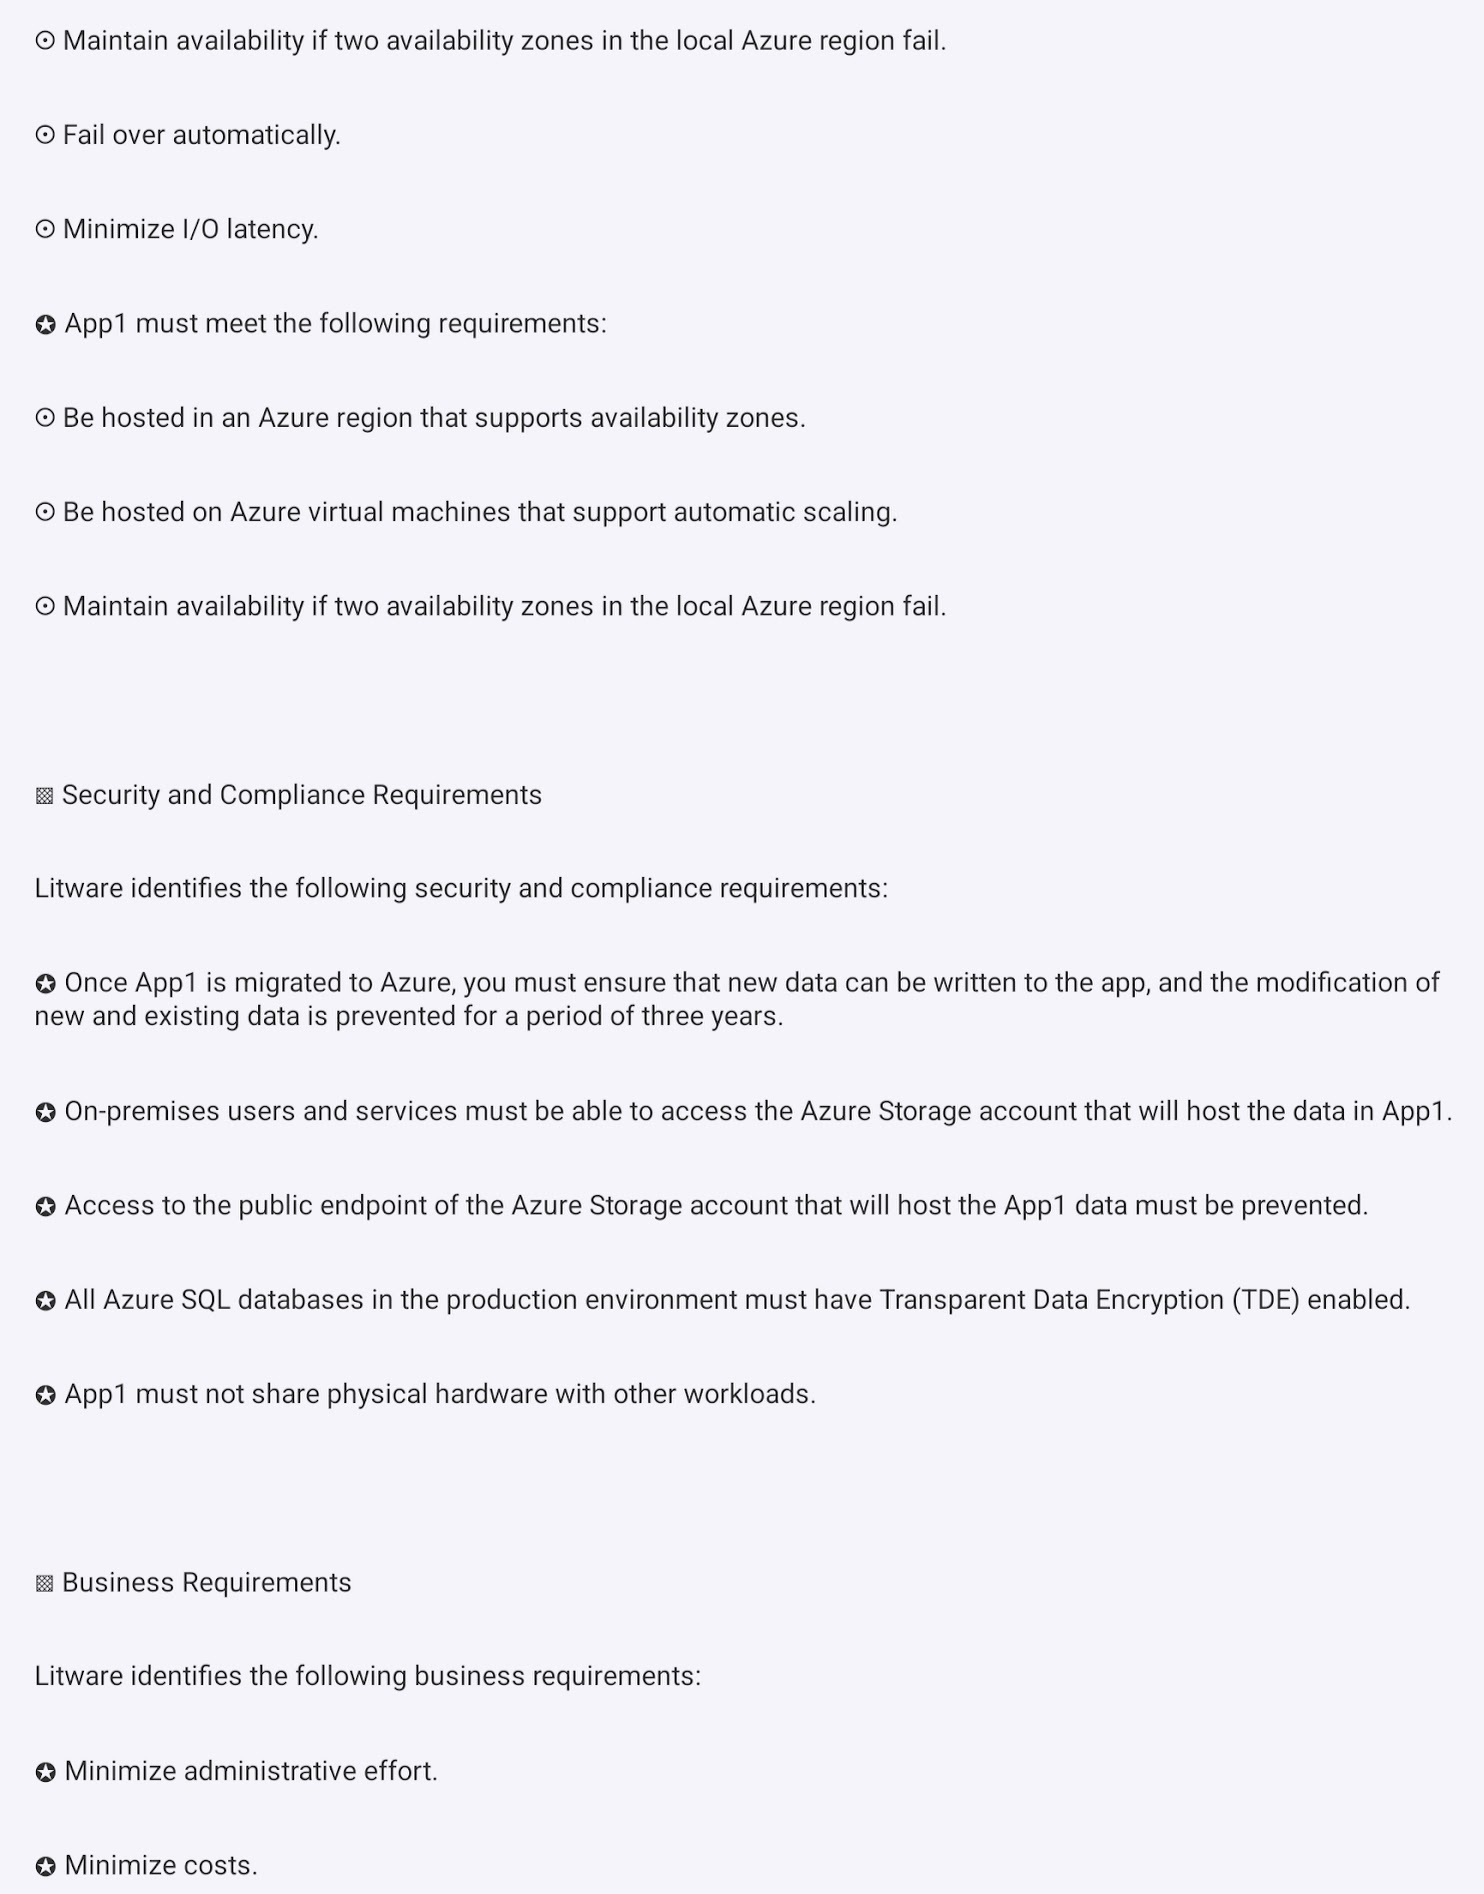 ⊙ Maintain availability if two availability zones in the local Azure region fail.
⊙ Fail over automatically.
⊙ Minimize I/O latency.
✪ App1 must meet the following requirements:
⊙ Be hosted in an Azure region that supports availability zones.
⊙ Be hosted on Azure virtual machines that support automatic scaling.
⊙ Maintain availability if two availability zones in the local Azure region fail.
▩ Security and Compliance Requirements
Litware identifies the following security and compliance requirements:
✪ Once App1 is migrated to Azure, you must ensure that new data can be written to the app, and the modification of
new and existing data is prevented for a period of three years.
✪ On-premises users and services must be able to access the Azure Storage account that will host the data in App1.
✪ Access to the public endpoint of the Azure Storage account that will host the App1 data must be prevented.
✪ All Azure SQL databases in the production environment must have Transparent Data Encryption (TDE) enabled.
✪ App1 must not share physical hardware with other workloads.
▩ Business Requirements
Litware identifies the following business requirements:
✪ Minimize administrative effort.
✪ Minimize costs.